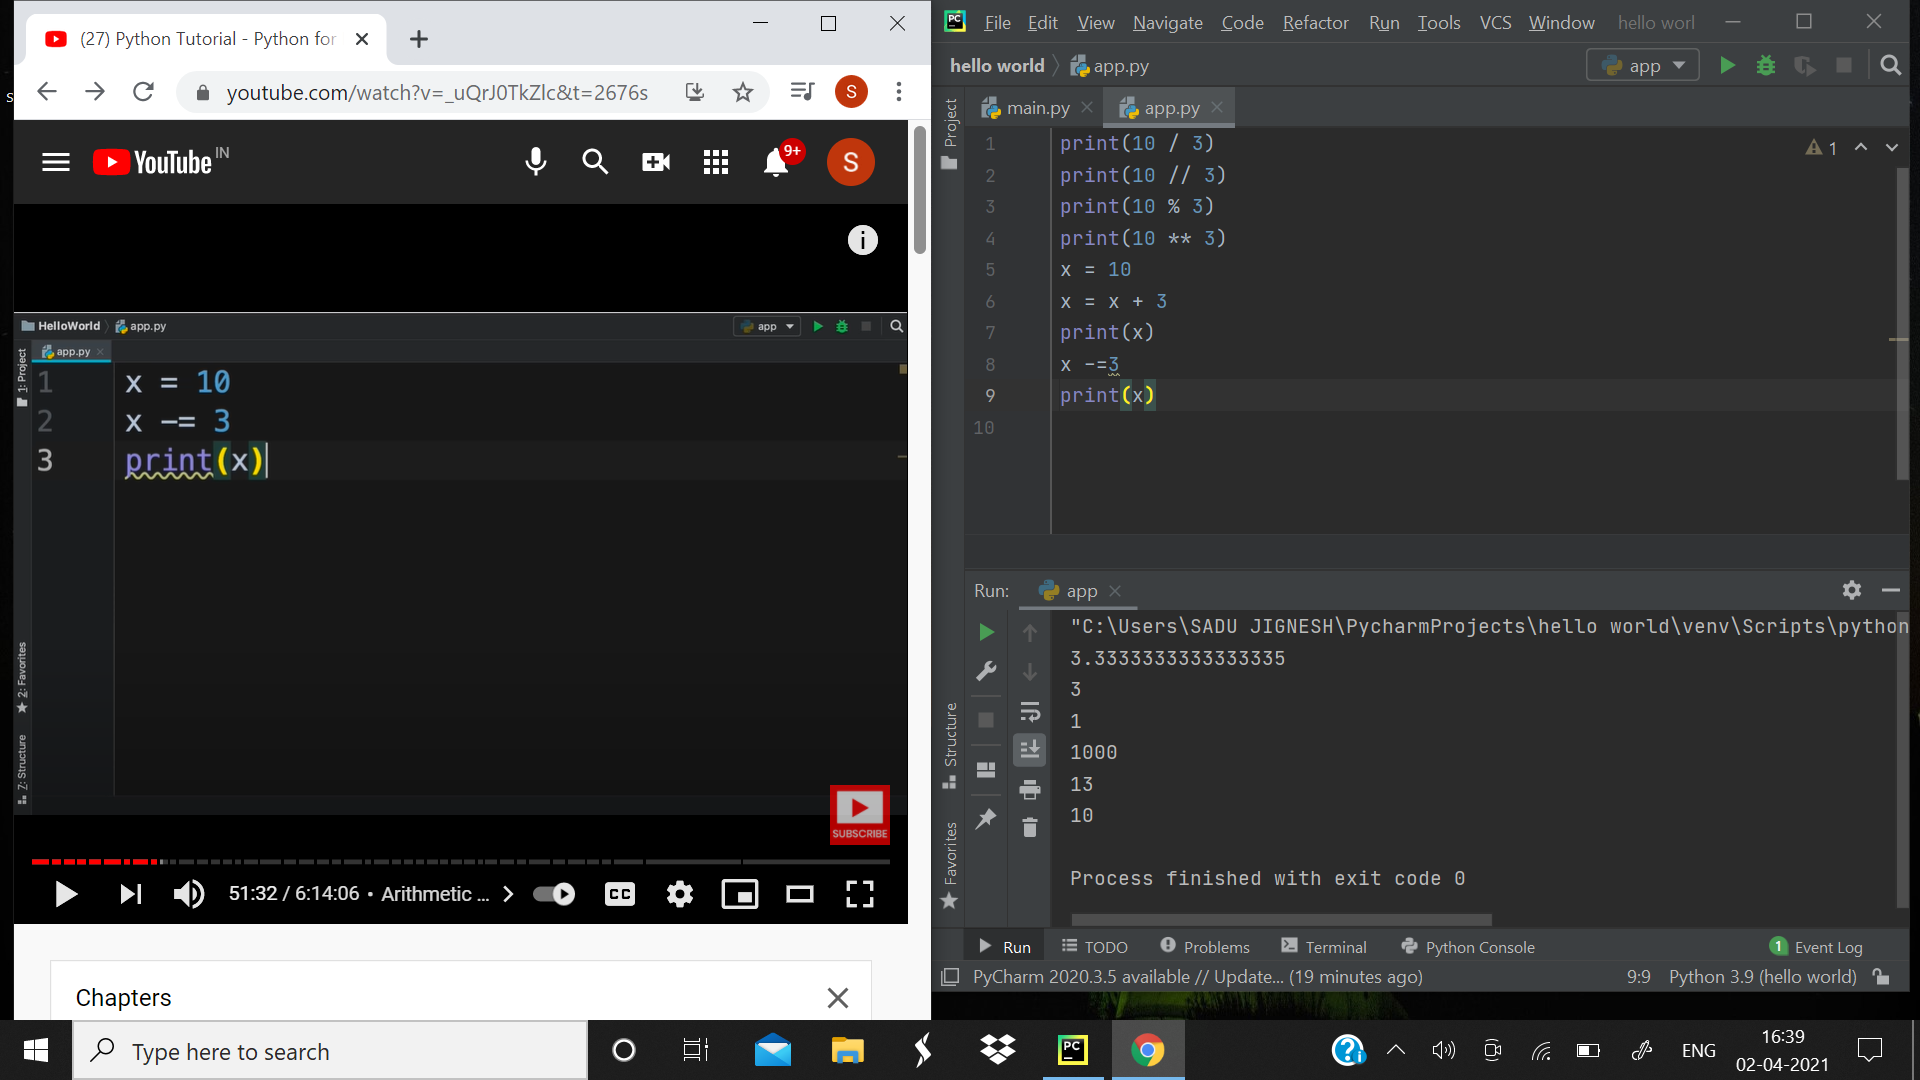 (27) Python Tutorial - Python for
youtube.com/watch?v=_uQrJ0TkZlc&t=2676s
S
YouTube IN
9+
S
HelloWorld
app.py
app
app.py
1: Project
1 x = 10
2 x -= 3
3 print(x)
2: Favorites
Z: Structure
SUBSCRIBE
51:32 / 6:14:06 • Arithmetic ...
CC
Chapters
PC File Edit View Navigate Code Refactor Run Tools VCS Window hello worl
hello world
app.py
app
main.py
app.py
Project
1 print(10 / 3)
2 print(10 // 3)
3 print(10 % 3)
4 print(10 ** 3)
5 x = 10
6 x = x + 3
7 print(x)
8 x -=3
9 print(x)
10
1
Run: app
"C:\Users\SADU JIGNESH\PycharmProjects\hello world\venv\Scripts\python
3.3333333333333335
3
1
1000
13
10
Process finished with exit code 0
Structure
Favorites
Run TODO Problems Terminal Python Console 1 Event Log
PyCharm 2020.3.5 available // Update... (19 minutes ago) 9:9 Python 3.9 (hello world)
Type here to search
PC
ENG
16:39
02-04-2021